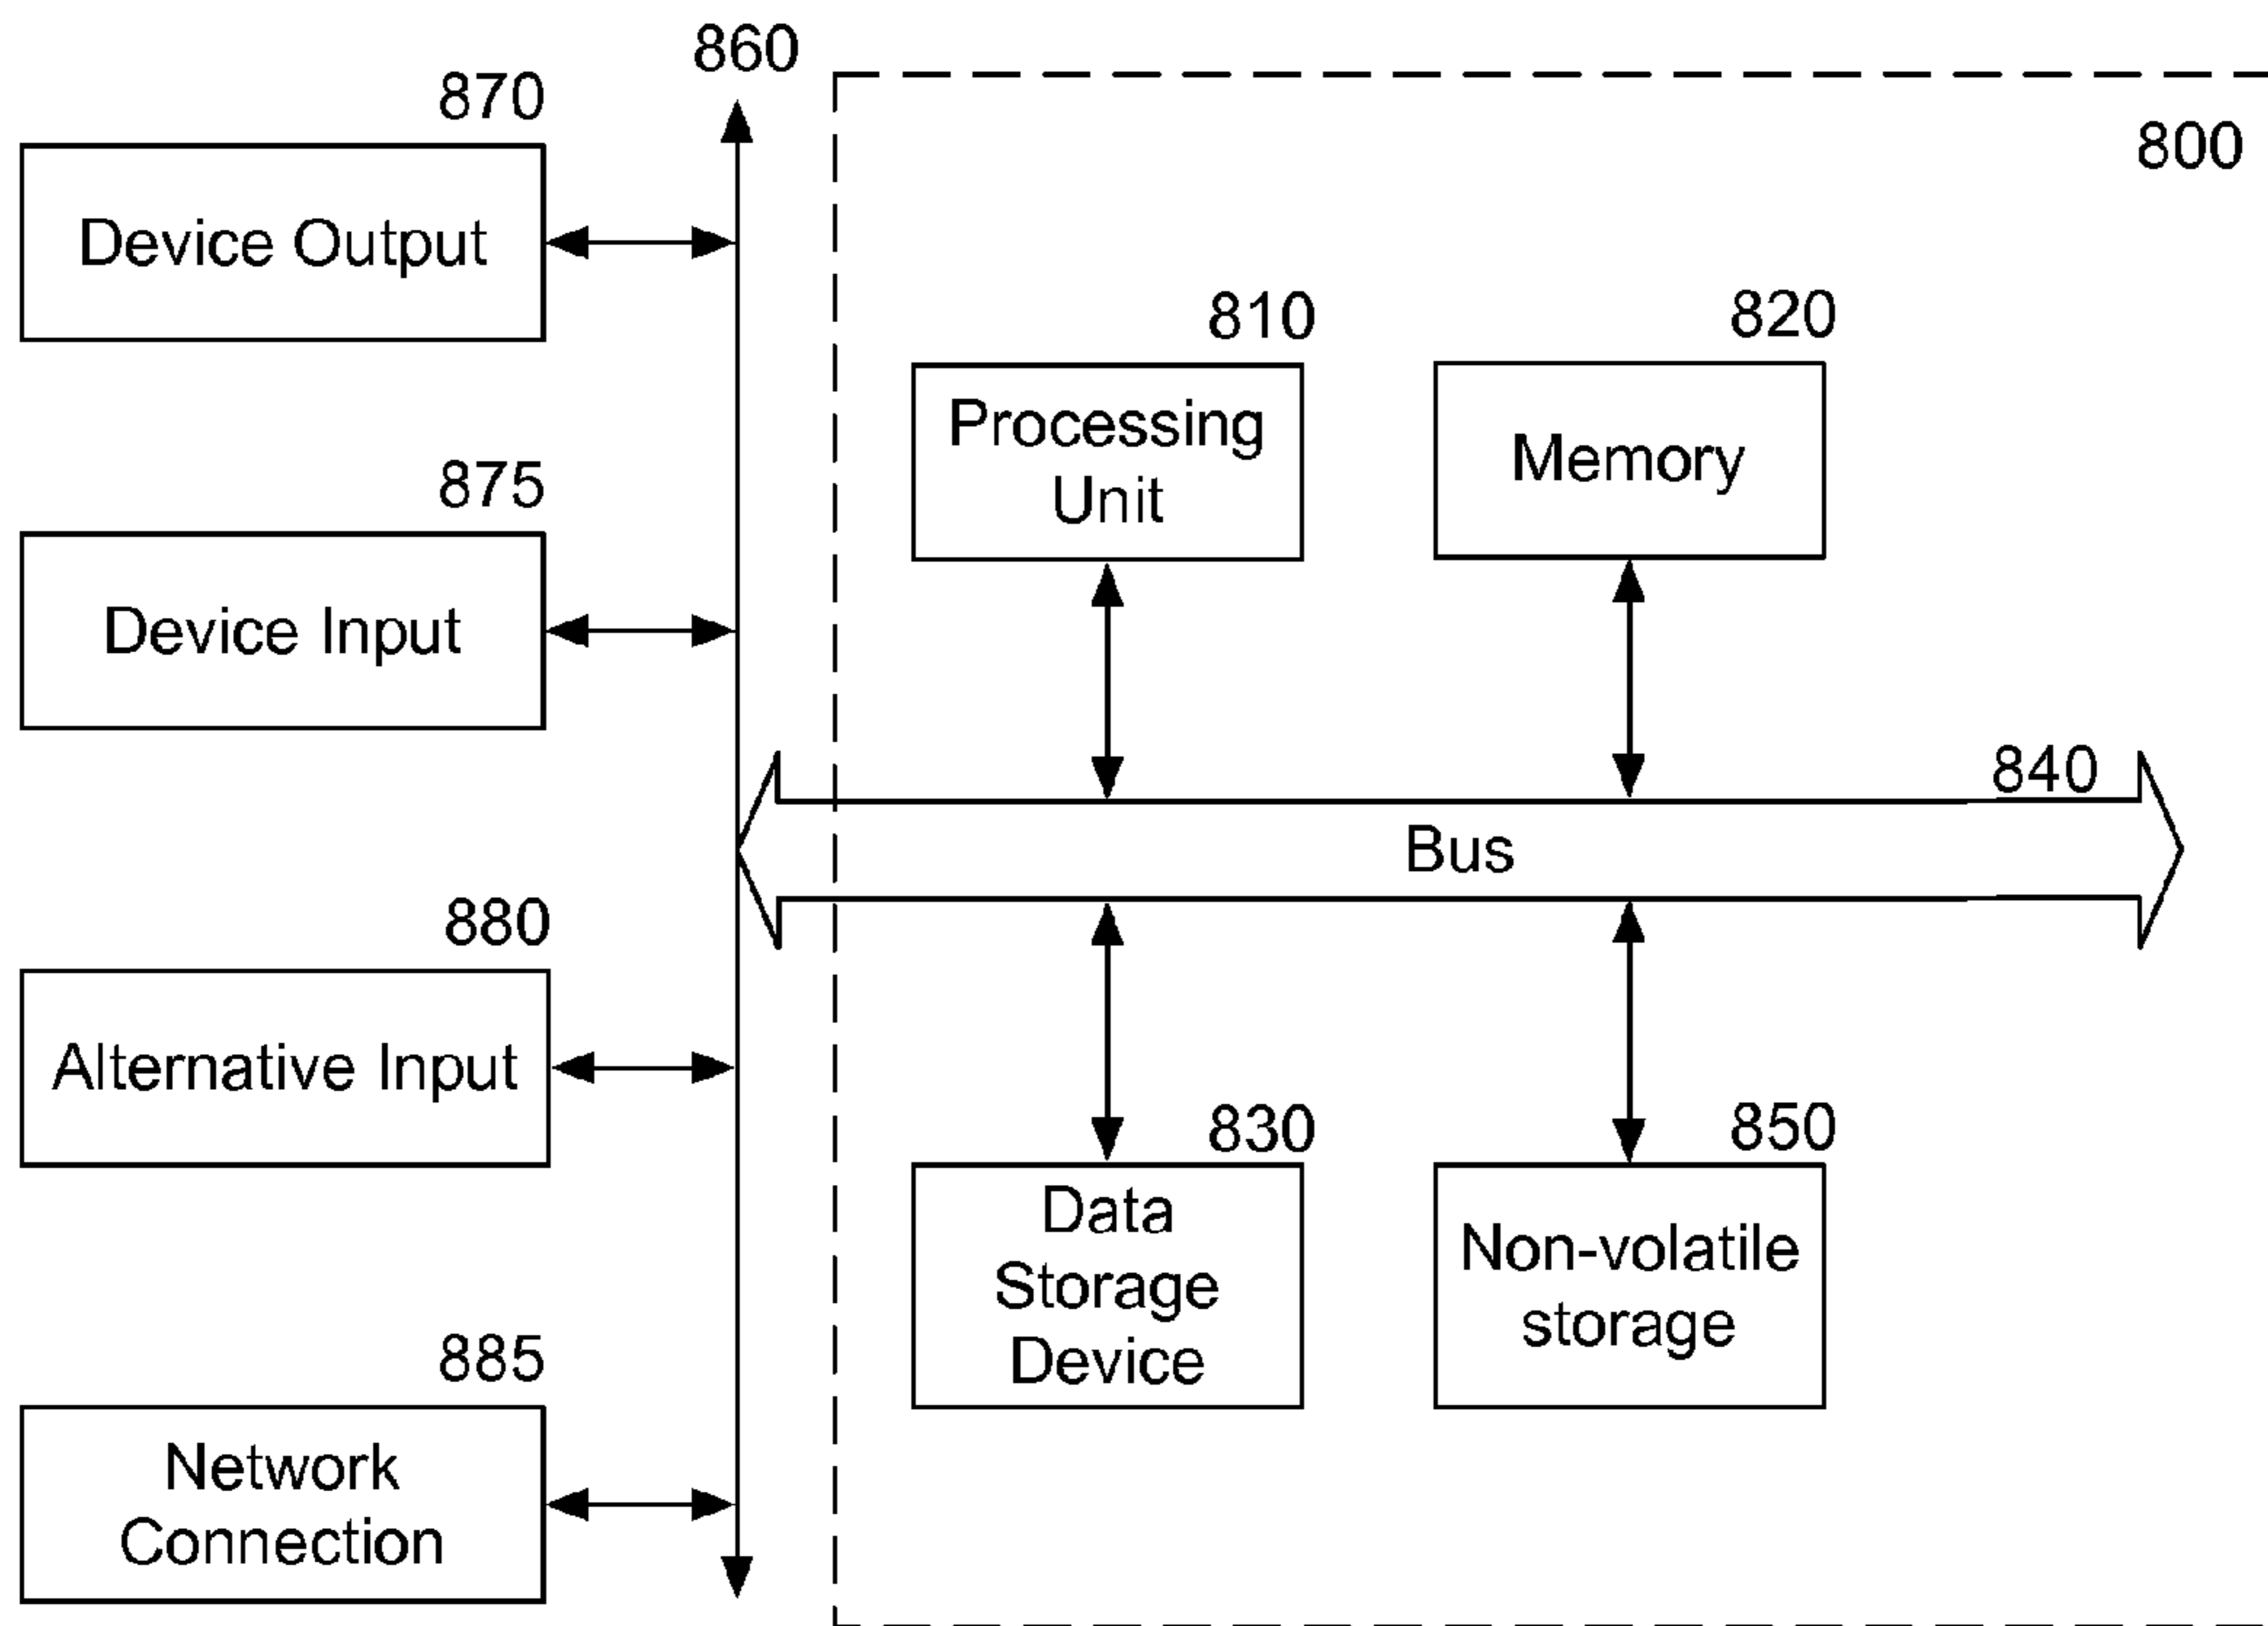 860
870
800
Device Output
810
820
Processing
Unit
Memory
875
Device Input
840
Bus
880
Alternative Input
830
850
Data
Storage
Device
Non-volatile
storage
885
Network
Connection